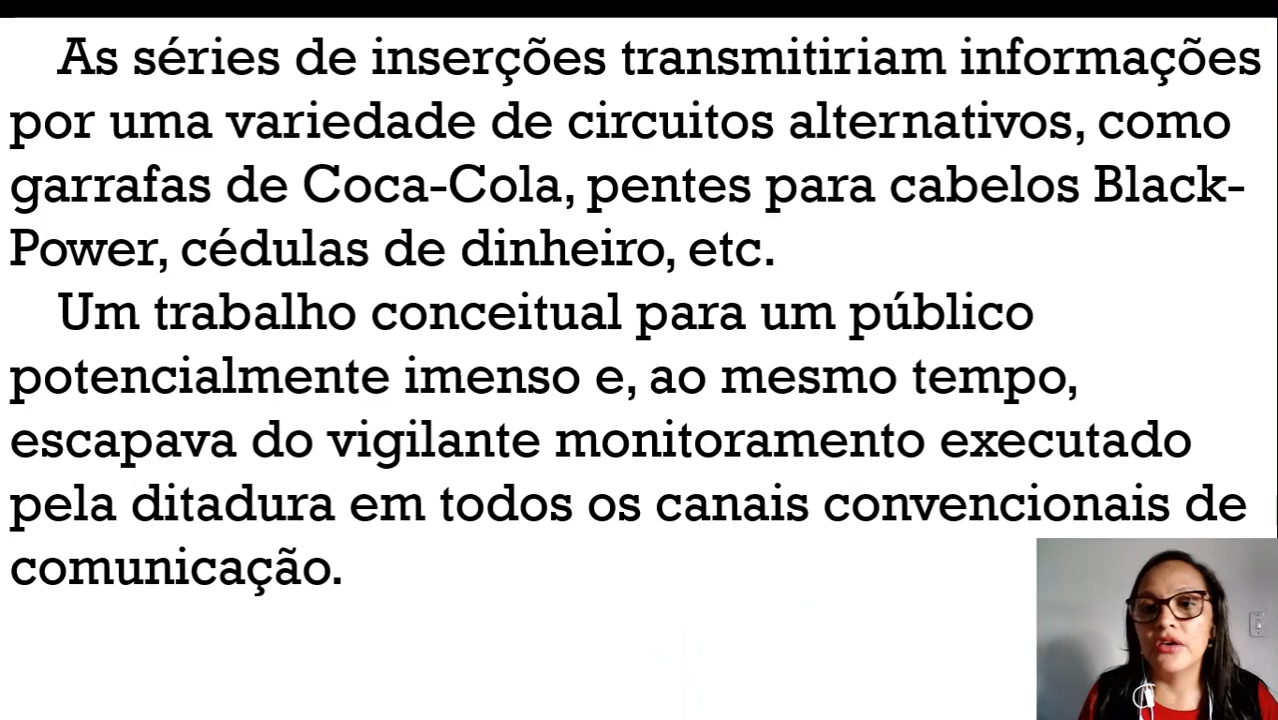 As séries de inserções transmitiriam informações
por uma variedade de circuitos alternativos, como
garrafas de Coca-Cola, pentes para cabelos Black-
Power, cédulas de dinheiro, etc.
Um trabalho conceitual para um público
potencialmente imenso e, ao mesmo tempo,
escapava do vigilante monitoramento executado
pela ditadura em todos os canais convencionais de
comunicação.